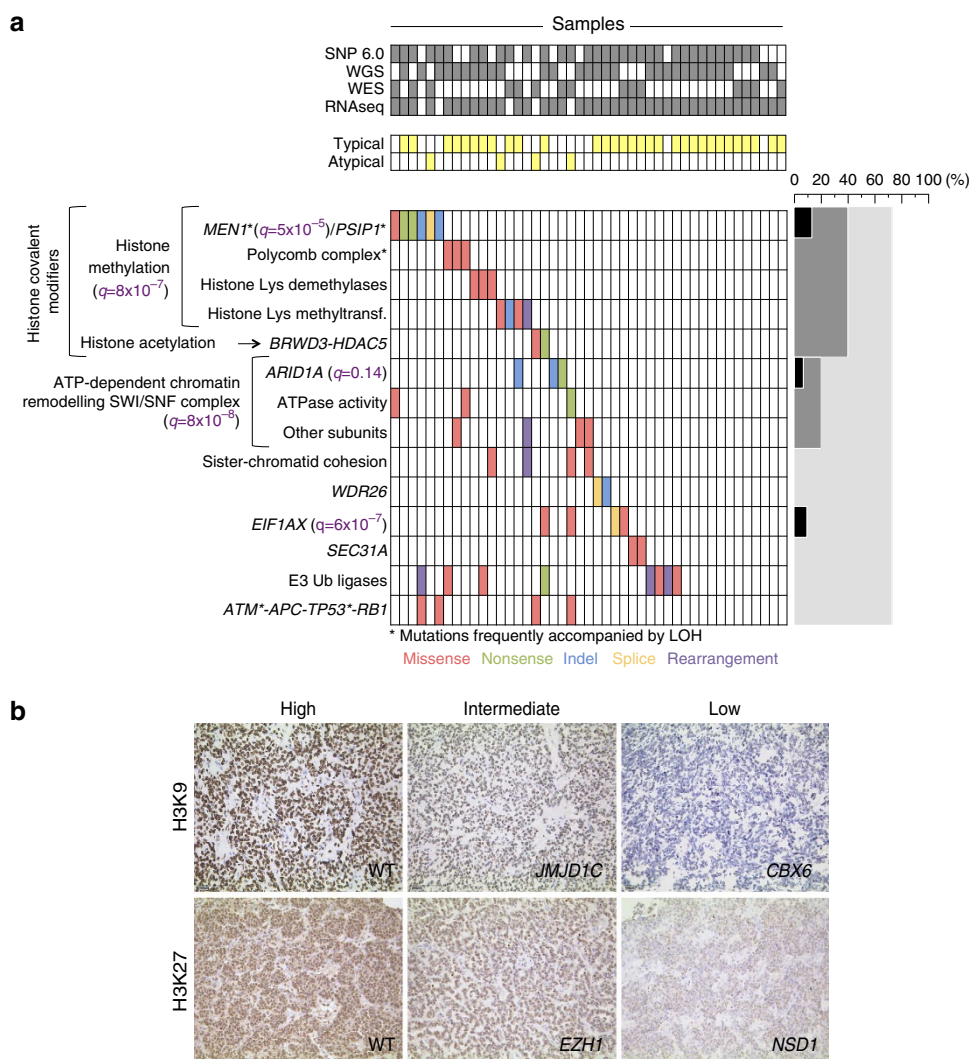 a
Samples
SNP 6.0
WGS
WES
RNAseq
Typical
Atypical
0 20 40 60 80 100 (%)
Histone covalent modifiers
Histone methylation (q=8x10⁻⁷)
MEN1*(q=5x10⁻⁵)/PSIP1*
Polycomb complex*
Histone Lys demethylases
Histone Lys methyltransf.
Histone acetylation → BRWD3-HDAC5
ATP-dependent chromatin remodelling SWI/SNF complex (q=8x10⁻⁸)
ARID1A (q=0.14)
ATPase activity
Other subunits
Sister-chromatid cohesion
WDR26
EIF1AX (q=6x10⁻⁷)
SEC31A
E3 Ub ligases
ATM*-APC-TP53*-RB1
* Mutations frequently accompanied by LOH
Missense Nonsense Indel Splice Rearrangement
b
High Intermediate Low
H3K9
WT JMJD1C CBX6
H3K27
WT EZH1 NSD1